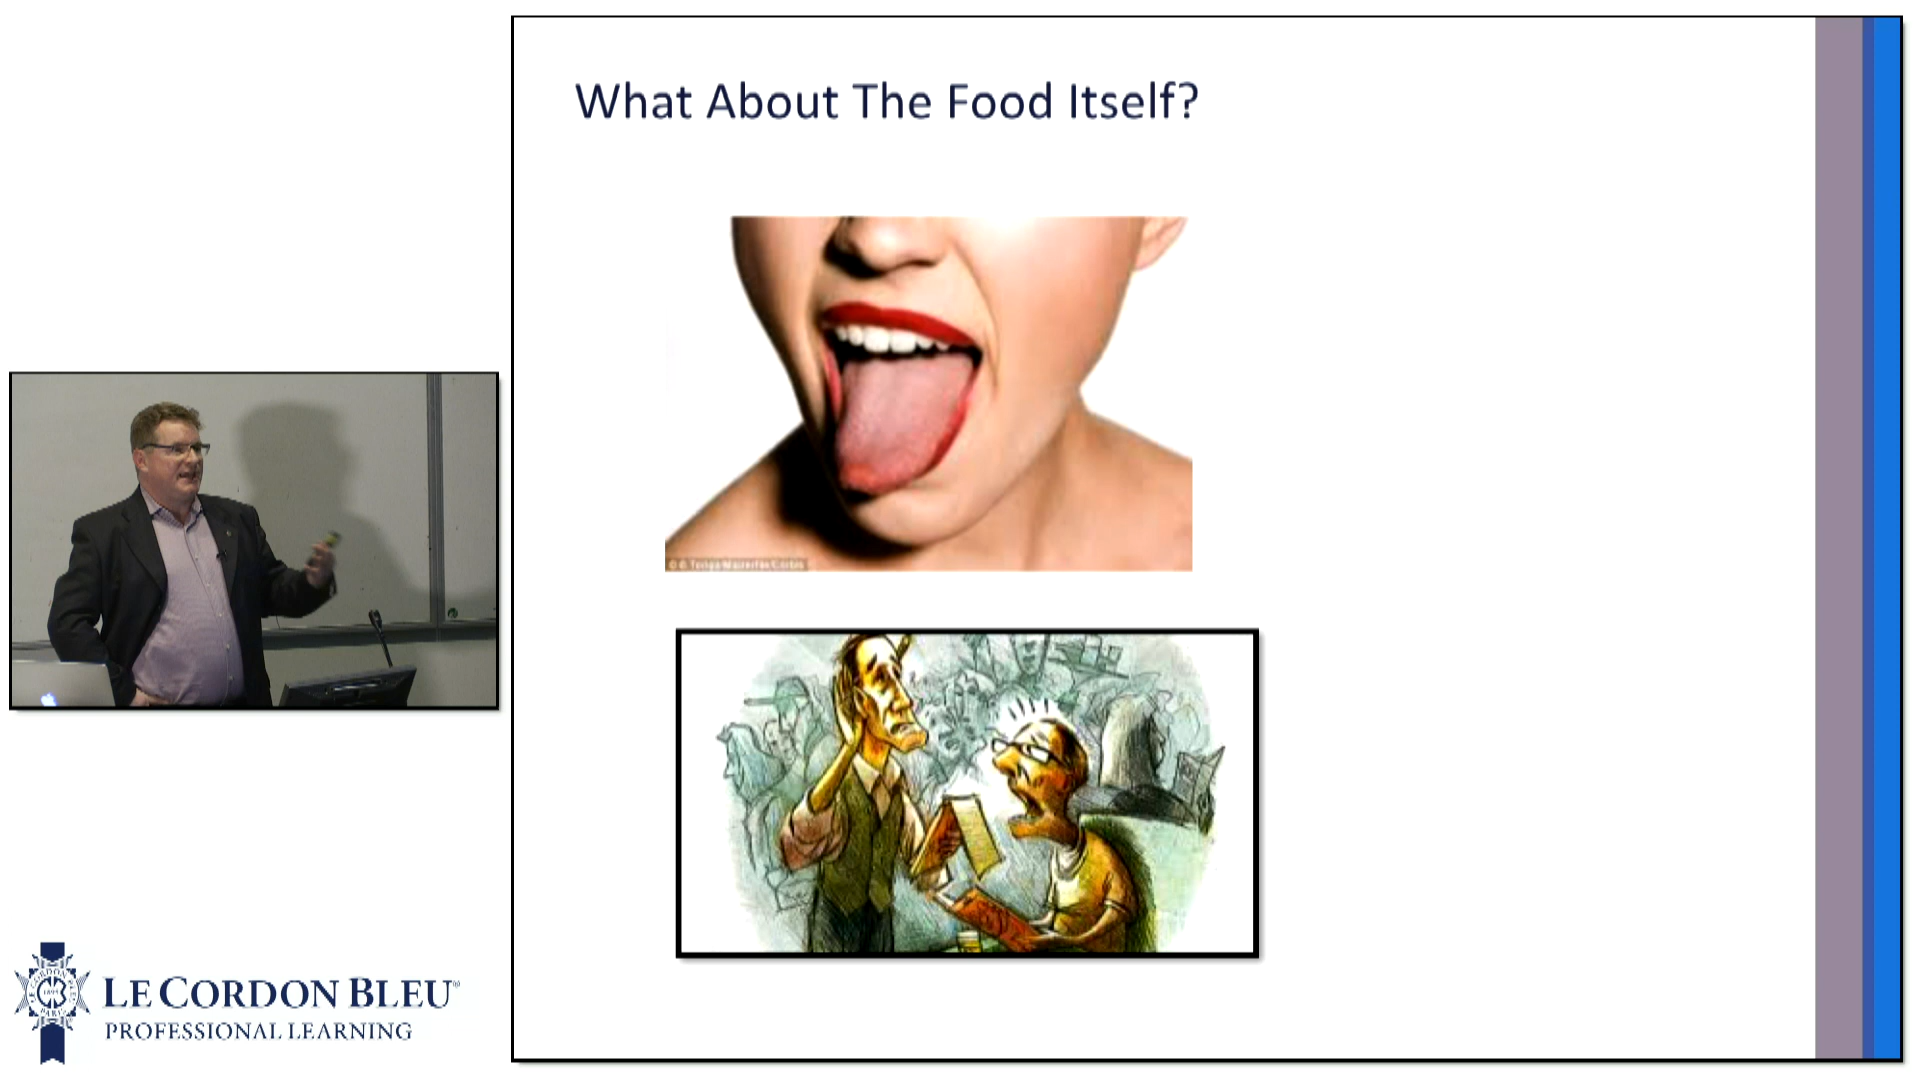 What About The Food Itself?
LE CORDON BLEU®
PROFESSIONAL LEARNING